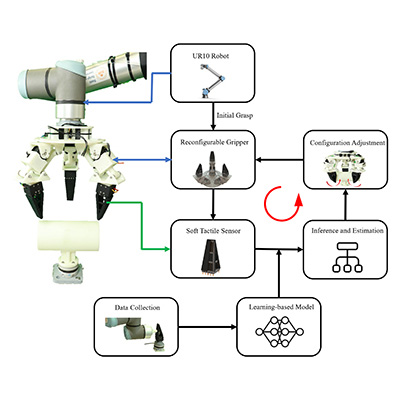 UR10 Robot
Initial Grasp
Reconfigurable Gripper
Configuration Adjustment
Soft Tactile Sensor
Inference and Estimation
Data Collection
Learning-based Model